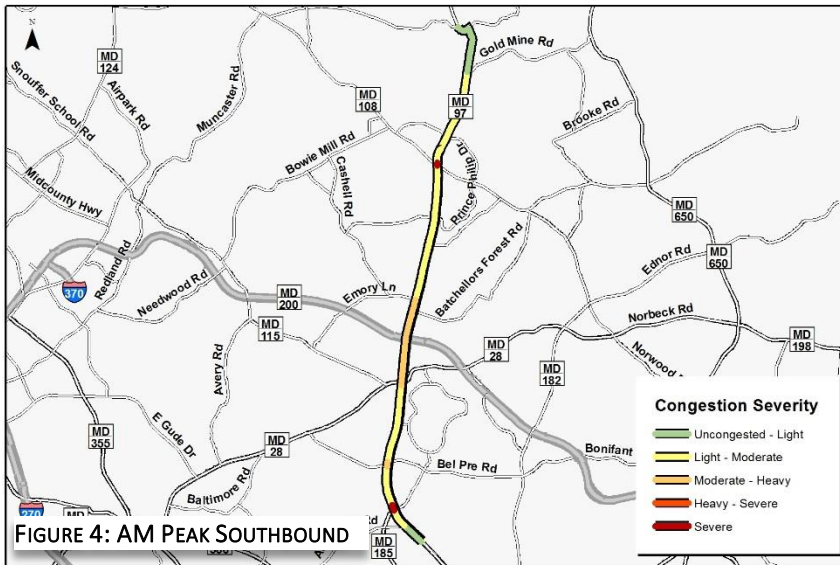 N
MD 124
Snouffer School Rd
Airpark Rd
Muncaster Rd
Gold Mine Rd
MD 97
MD 108
Brooke Rd
Bowie Mill Rd
Cashell Rd
Prince Philip Dr
Midcounty Hwy
Redland Rd
Needwood Rd
370
MD 200
Emory Ln
Batchellors Forest Rd
MD 650
Ednor Rd
MD 650
Norbeck Rd
MD 115
Avery Rd
MD 28
MD 182
MD 198
Norwood
E Gude Dr
MD 355
MD 28
Bel Pre Rd
Bonifant
Baltimore Rd
270
MD
Rd
MD 185
Congestion Severity
Uncongested - Light
Light - Moderate
Moderate - Heavy
Heavy - Severe
Severe
FIGURE 4: AM PEAK SOUTHBOUND